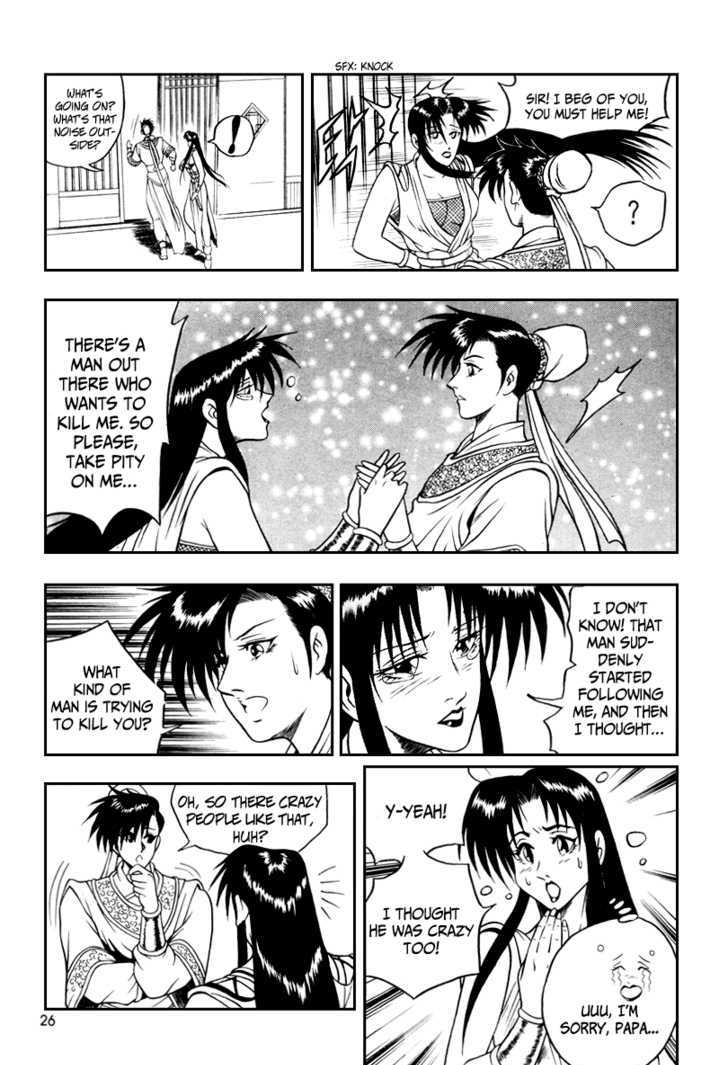 SFX: KNOCK
WHAT'S
GOING ON?
WHAT'S THAT
NOISE OUT-
SIDE?
!
SIR! I BEG OF YOU,
YOU MUST HELP ME!
?
THERE'S A
MAN OUT
THERE WHO
WANTS TO
KILL ME. SO
PLEASE,
TAKE PITY
ON ME...
WHAT
KIND OF
MAN IS TRYING
TO KILL YOU?
I DON'T
KNOW! THAT
MAN SUD-
DENLY
STARTED
FOLLOWING
ME, AND THEN
I THOUGHT...
OH, SO THERE CRAZY
PEOPLE LIKE THAT,
HUH?
Y-YEAH!
I THOUGHT
HE WAS CRAZY
TOO!
UUU, I'M
SORRY, PAPA...
26